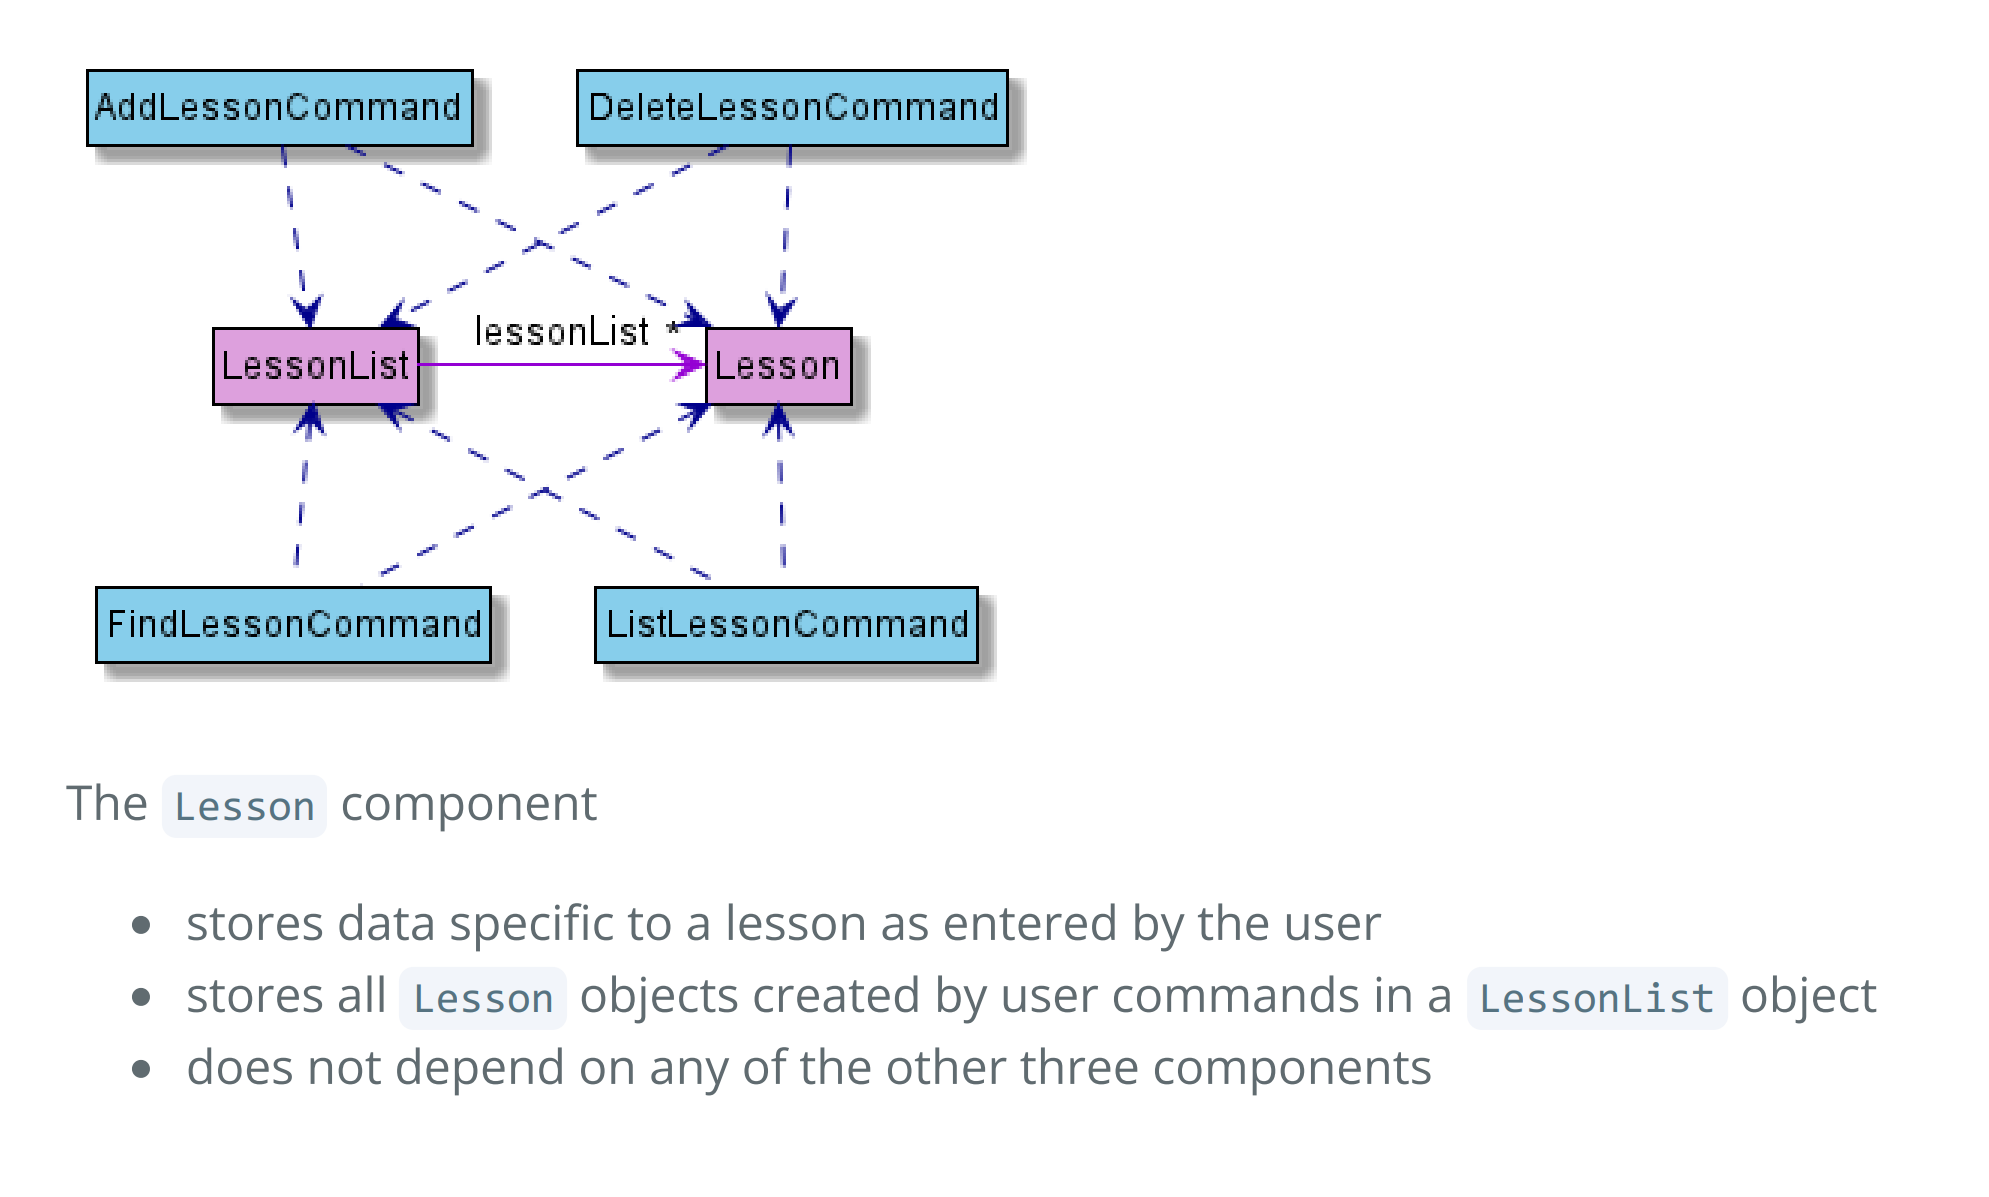 AddLessonCommand DeleteLessonCommand
lessonList *
LessonList Lesson
FindLessonCommand ListLessonCommand
The Lesson component
• stores data specific to a lesson as entered by the user
• stores all Lesson objects created by user commands in a LessonList object
• does not depend on any of the other three components